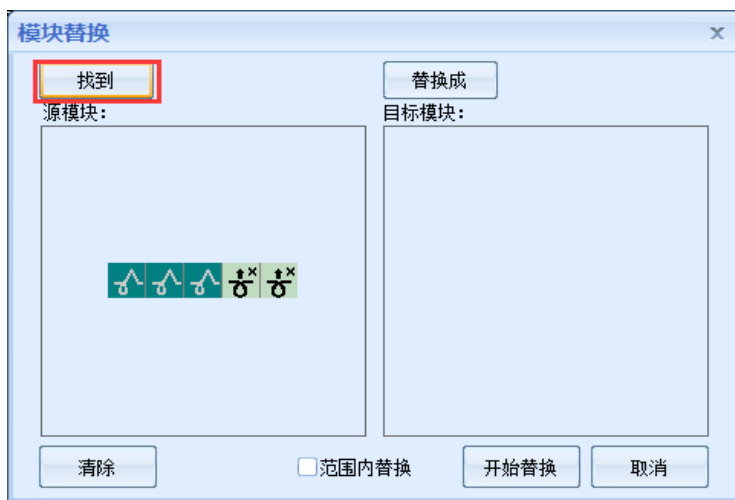 模块替换
找到
替换成
源模块:
目标模块:
清除
范围内替换
开始替换
取消